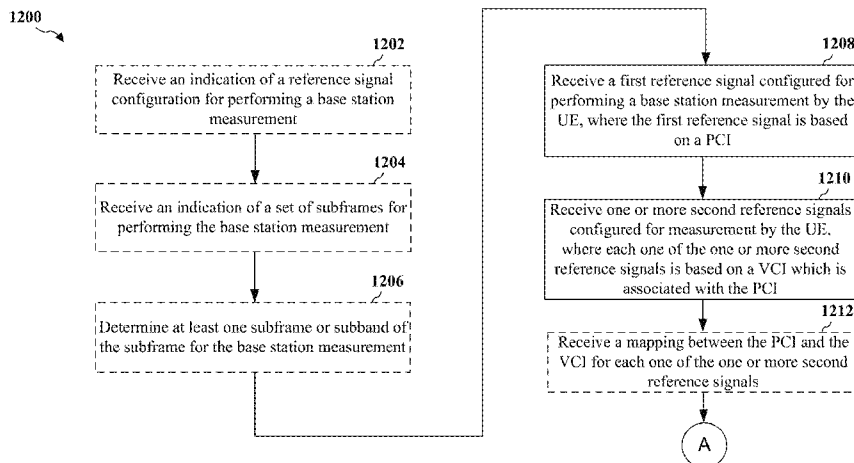 1200
1202
Receive an indication of a reference signal
configuration for performing a base station
measurement
1204
Receive an indication of a set of subframes for
performing the base station measurement
1206
Determine at least one subframe or subband of
the subframe for the base station measurement
1208
Receive a first reference signal configured for
performing a base station measurement by the
UE, where the first reference signal is based
on a PCI
1210
Receive one or more second reference signals
configured for measurement by the UE,
where each one of the one or more second
reference signals is based on a VCI which is
associated with the PCI
1212
Receive a mapping between the PCI and the
VCI for each one of the one or more second
reference signals
A